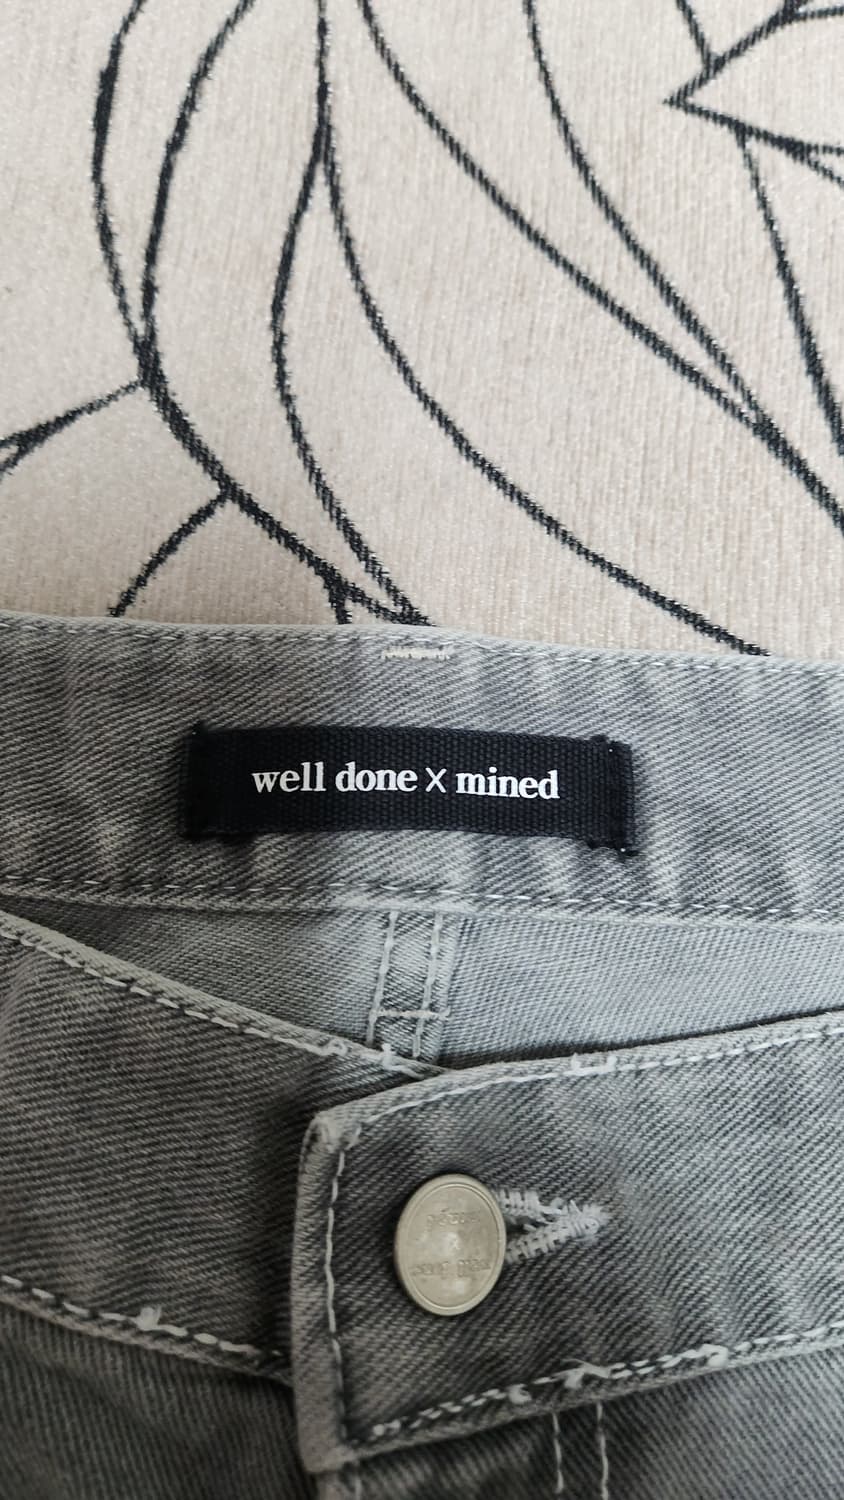 well done X mined